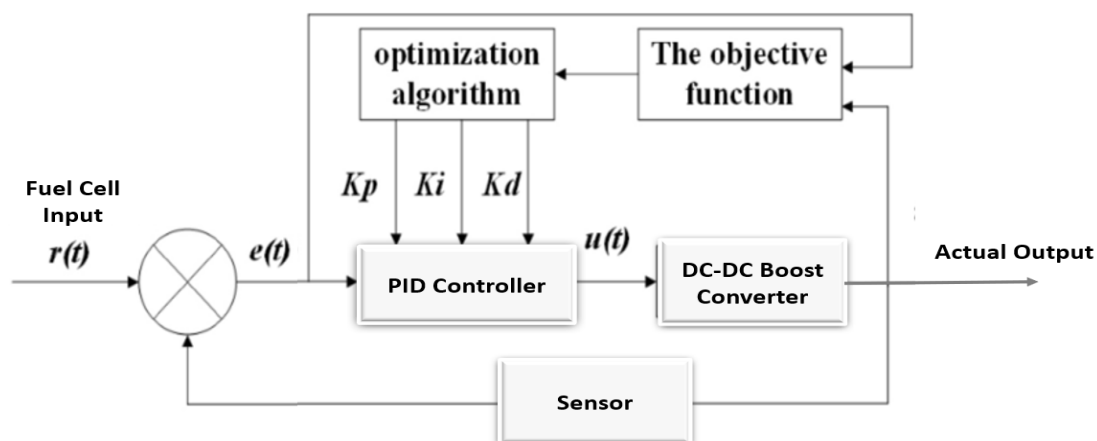 optimization
algorithm
The objective
function
Kp
Ki
Kd
Fuel Cell
Input
r(t)
e(t)
PID Controller
u(t)
DC-DC Boost
Converter
Actual Output
Sensor